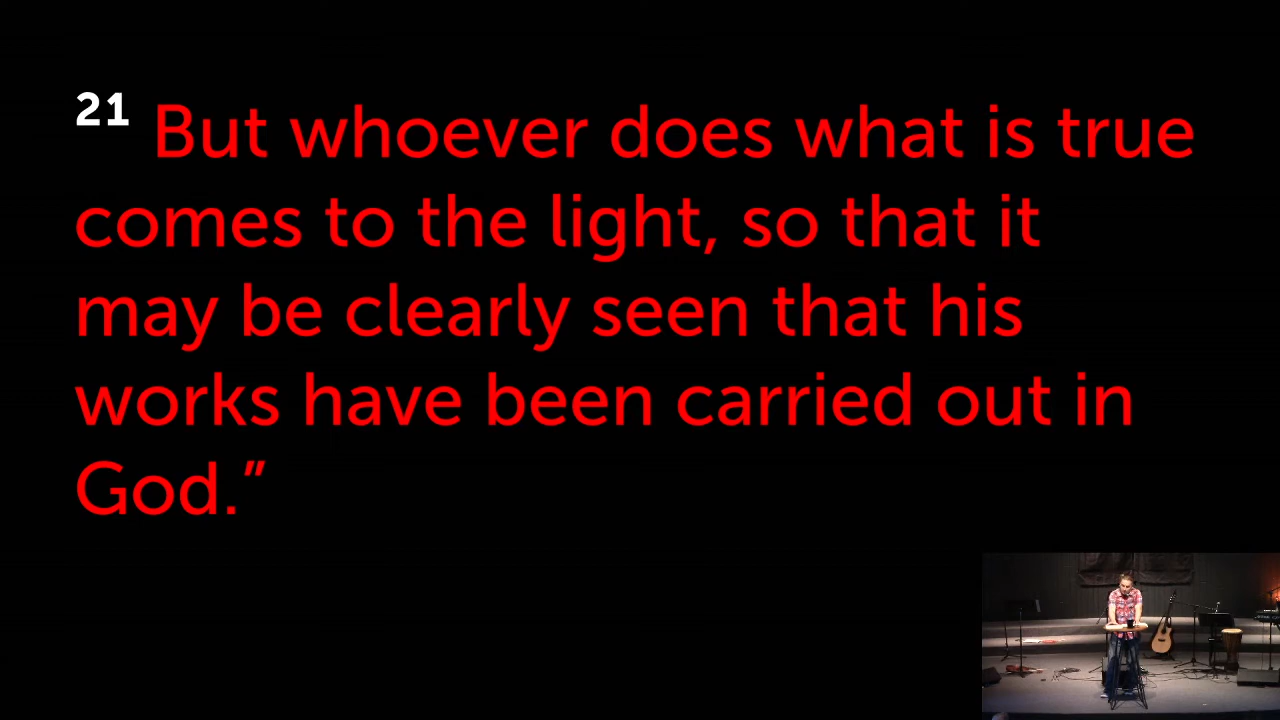 21 But whoever does what is true
comes to the light, so that it
may be clearly seen that his
works have been carried out in
God.”